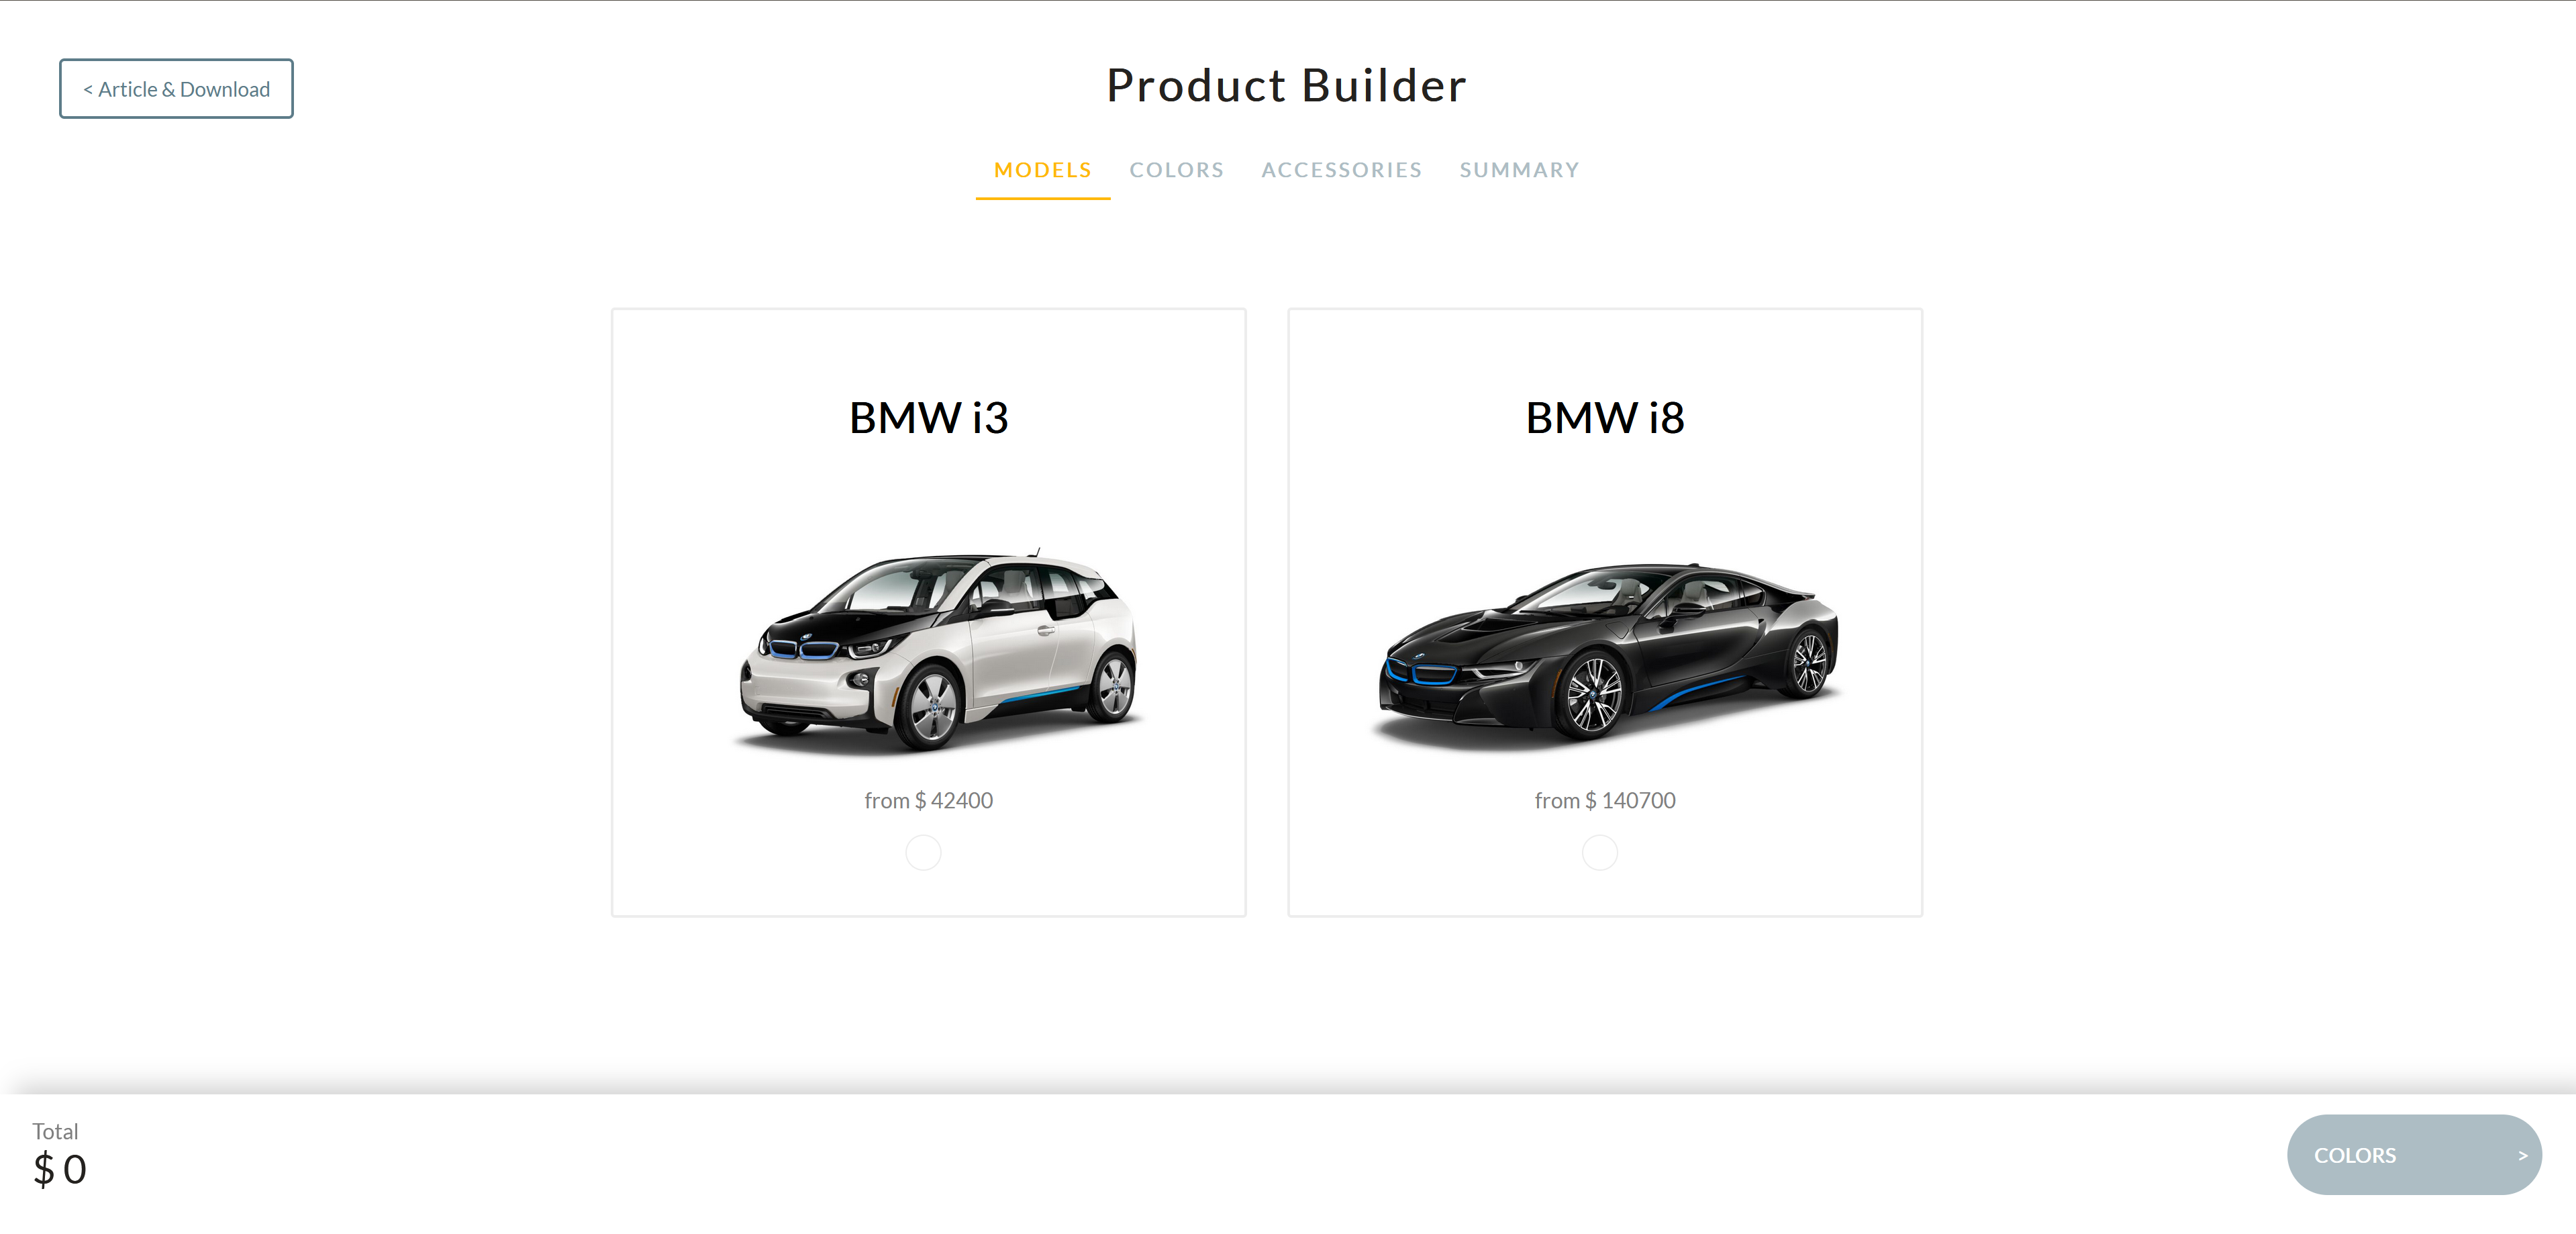 < Article & Download
Product Builder
MODELS COLORS ACCESSORIES SUMMARY
BMW i3
BMW i8
from $ 42400
from $ 140700
Total
$ 0
COLORS >